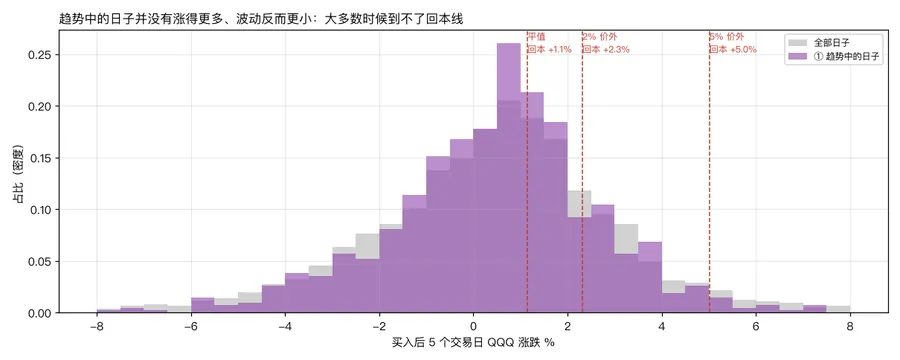 趋势中的日子并没有涨得更多、波动反而更小：大多数时候到不了回本线
平值
回本 +1.1%
2% 价外
回本 +2.3%
5% 价外
回本 +5.0%
全部日子
① 趋势中的日子
占比（密度）
0.25
0.20
0.15
0.10
0.05
0.00
−8
−6
−4
−2
0
2
4
6
8
买入后 5 个交易日 QQQ 涨跌 %